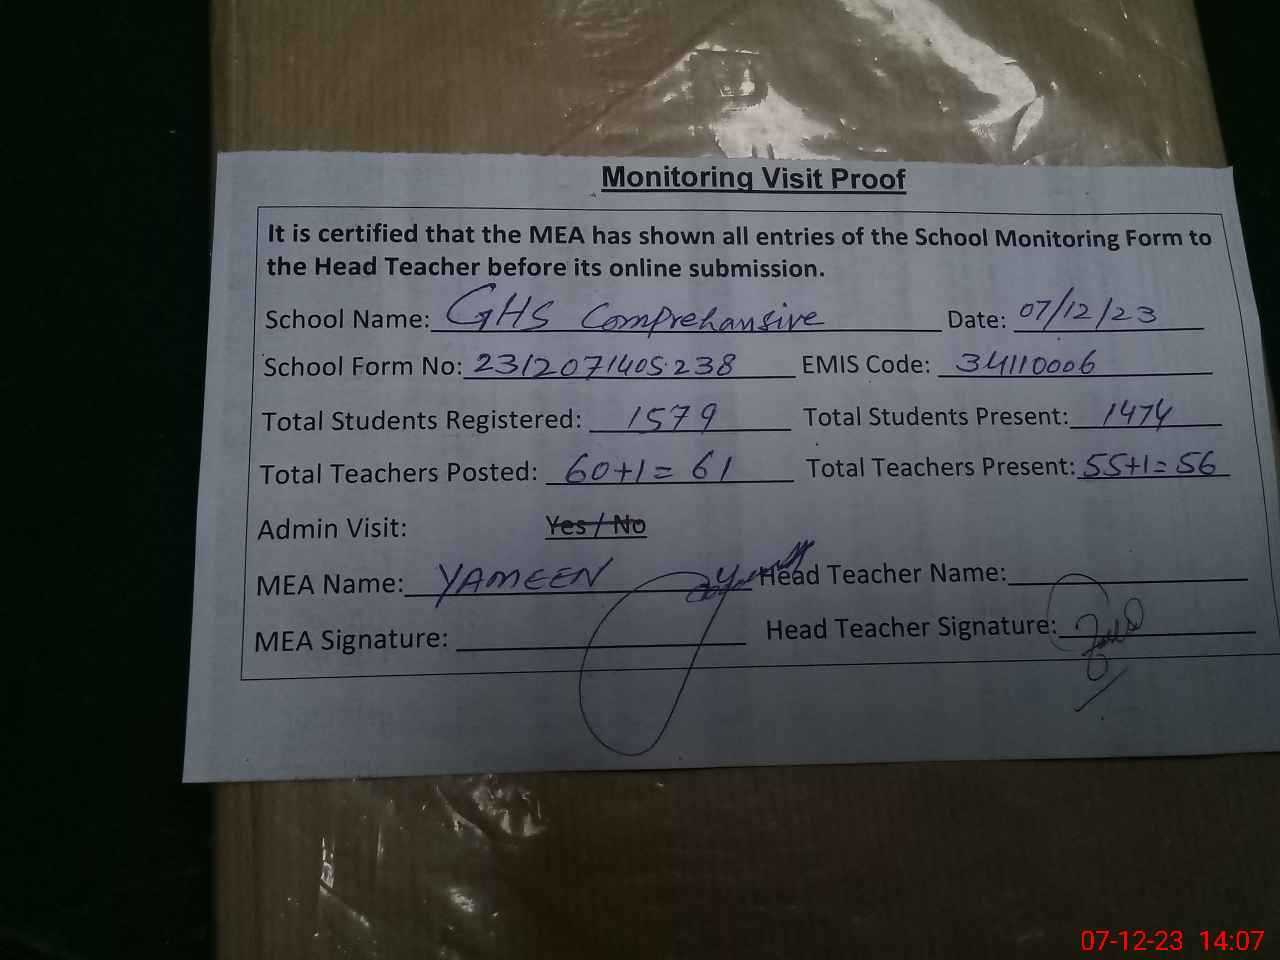 Monitoring Visit Proof
It is certified that the MEA has shown all entries of the School Monitoring Form to
the Head Teacher before its online submission.
School Name: GHS Comprehansive Date: 07/12/23
School Form No: 2312071405238 EMIS Code: 34110006
Total Students Registered: 1579 Total Students Present: 1474
Total Teachers Posted: 60+1=61 Total Teachers Present: 55+1=56
Admin Visit: Yes / No
MEA Name: YAMEEN Head Teacher Name:
MEA Signature: Head Teacher Signature:
07-12-23 14:07